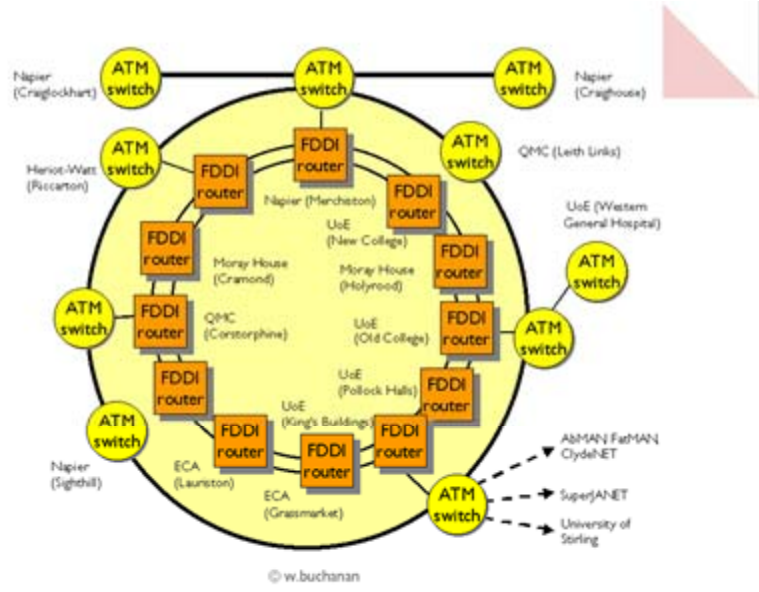 Napier
(Craiglockhart)
ATM
switch
ATM
switch
ATM
switch
Napier
(Craighouse)
Heriot-Watt
(Riccarton)
ATM
switch
FDDI
router
FDDI
router
Napier (Merchiston)
ATM
switch
QMC (Leith Links)
FDDI
router
UoE
(New College)
UoE (Western
General Hospital)
ATM
switch
FDDI
router
Moray House
(Cramond)
Moray House
(Holyrood)
FDDI
router
ATM
switch
FDDI
router
QMC
(Corstorphine)
UoE
(Old College)
FDDI
router
ATM
switch
FDDI
router
UoE
(Pollock Halls)
FDDI
router
UoE
(King's Buildings)
FDDI
router
ATM
switch
Napier
(Sighthill)
FDDI
router
ECA
(Lauriston)
FDDI
router
ECA
(Grassmarket)
ATM
switch
AbMAN FatMAN
ClydeNET
SuperJANET
University of
Stirling
© w.buchanan